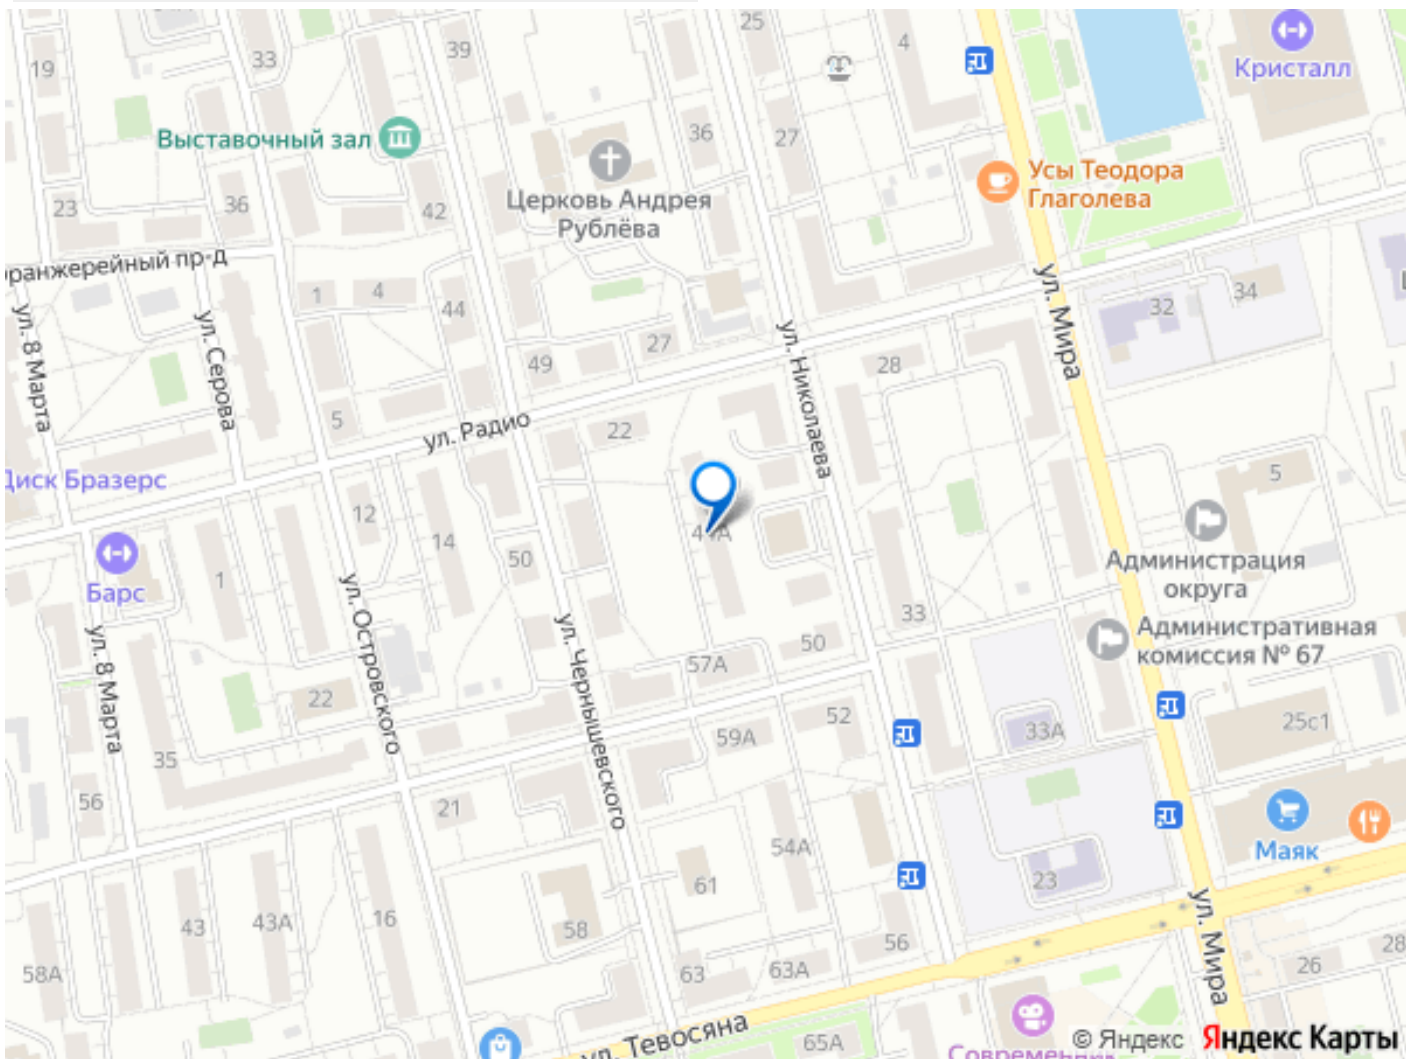 25
4
39
33
19
Кристалл
Выставочный зал
36
27
Церковь Андрея
Рублёва
Усы Теодора
Глаголева
23
36
42
ранжерейный пр-д
1
4
44
ул. 8 Марта
ул. Серова
ул. Николаева
ул. Мира
32
34
49
27
28
5
22
ул. Радио
Диск Бразерс
5
12
14
1
50
Барс
Администрация
округа
ул. 8 Марта
ул. Островского
ул. Чернышевского
33
50
57А
Административная
комиссия № 67
22
52
59А
33А
25с1
35
56
21
54А
Маяк
61
23
43
43А
16
58
56
ул. Мира
58А
63
63А
26
28
ул. Тевосяна
65А
Современник
© Яндекс Яндекс Карты